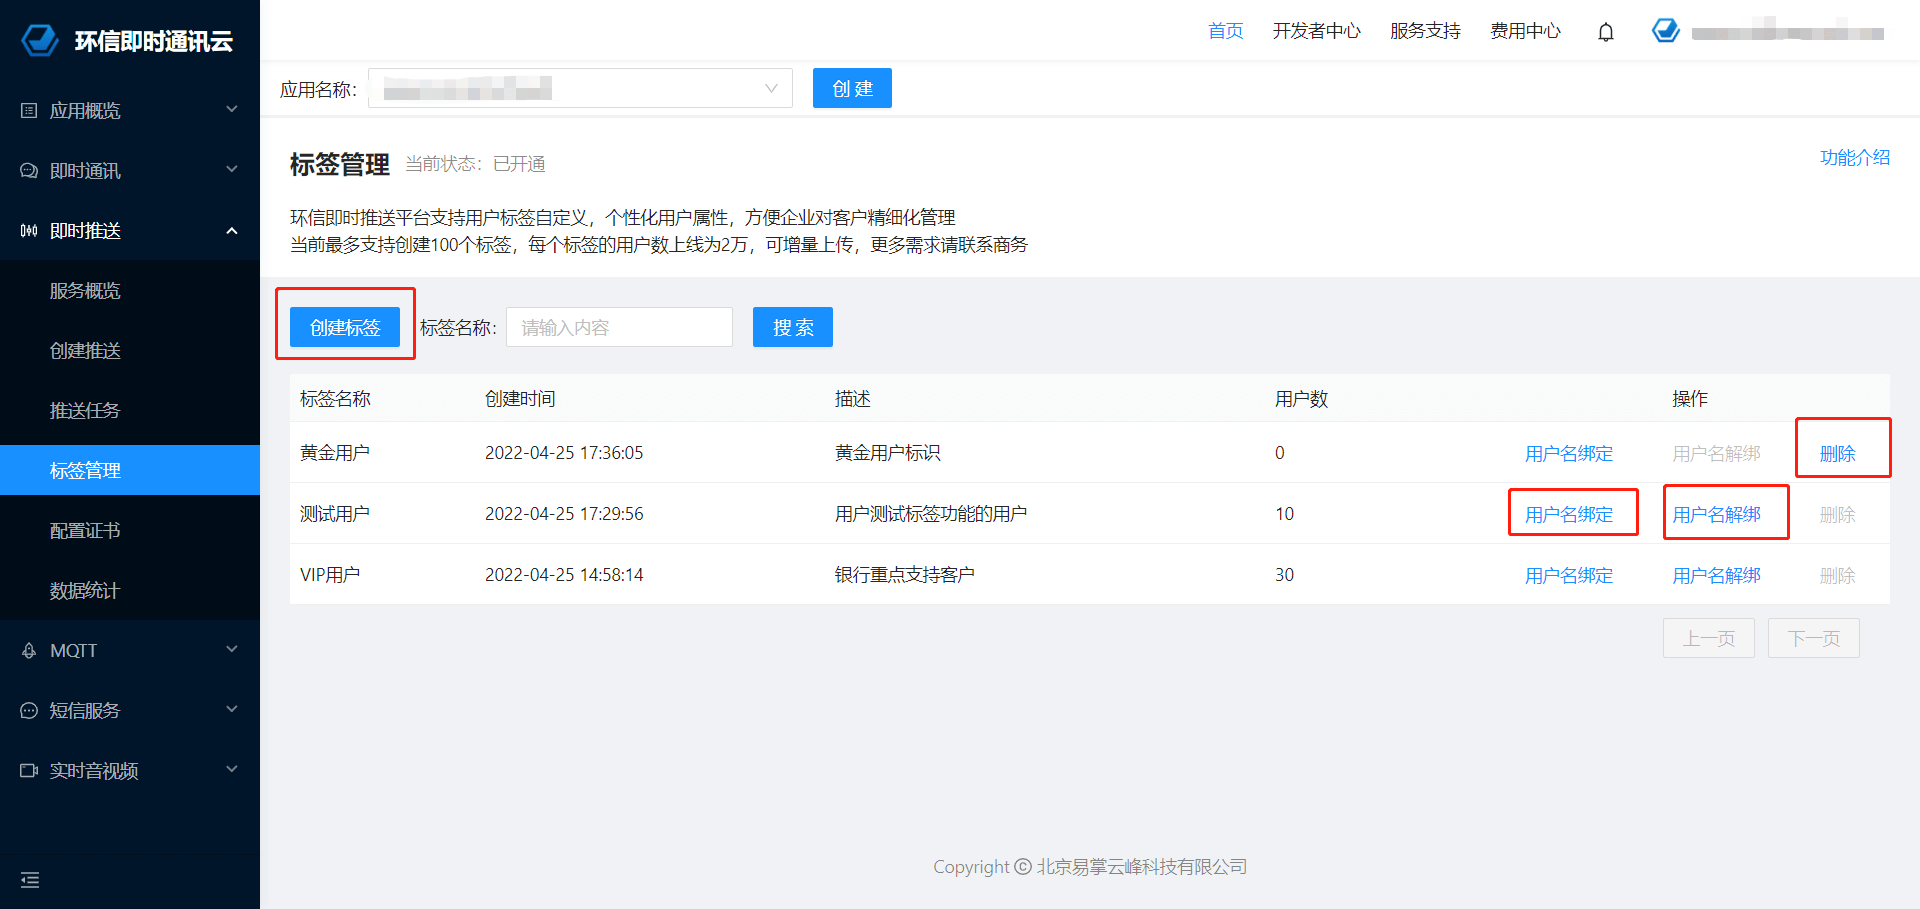 环信即时通讯云
首页 开发者中心 服务支持 费用中心
应用名称: 创 建
应用概览
即时通讯
即时推送
服务概览
创建推送
推送任务
标签管理
配置证书
数据统计
MQTT
短信服务
实时音视频
标签管理 当前状态: 已开通 功能介绍
环信即时推送平台支持用户标签自定义，个性化用户属性，方便企业对客户精细化管理
当前最多支持创建100个标签，每个标签的用户数上线为2万，可增量上传，更多需求请联系商务
创建标签 标签名称: 请输入内容 搜 索
标签名称 创建时间 描述 用户数 操作
黄金用户 2022-04-25 17:36:05 黄金用户标识 0 用户名绑定 用户名解绑 删除
测试用户 2022-04-25 17:29:56 用户测试标签功能的用户 10 用户名绑定 用户名解绑 删除
VIP用户 2022-04-25 14:58:14 银行重点支持客户 30 用户名绑定 用户名解绑 删除
上一页 下一页
Copyright © 北京易掌云峰科技有限公司